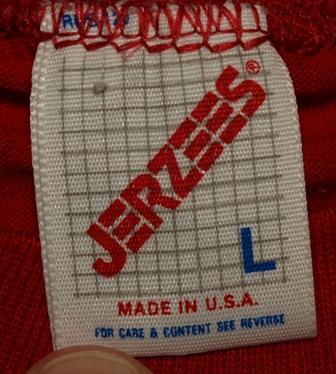 JERZEES®
L
MADE IN U.S.A.
FOR CARE & CONTENT SEE REVERSE